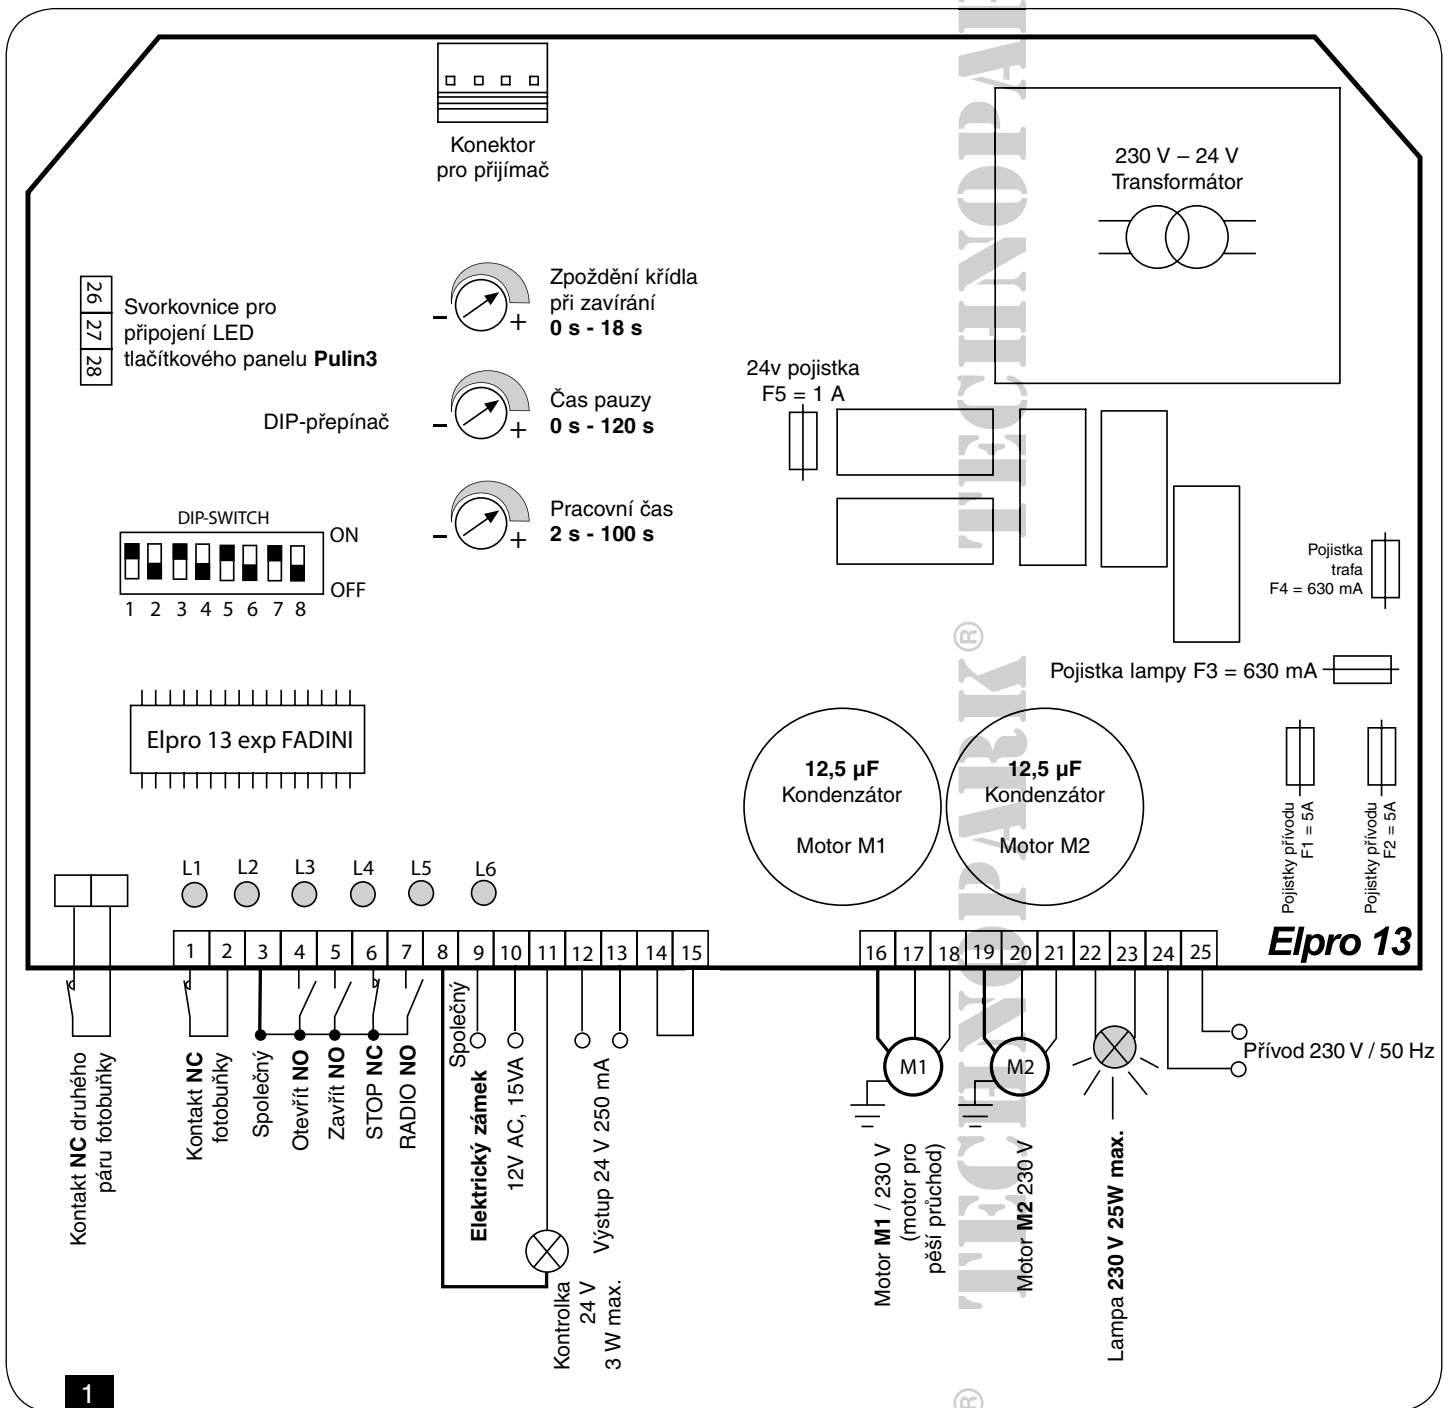 Konektor
pro přijímač
230 V – 24 V
Transformátor
26
27
28
Svorkovnice pro
připojení LED
tlačítkového panelu Pulin3
Zpoždění křídla
při zavírání
0 s - 18 s
– +
DIP-přepínač
Čas pauzy
0 s - 120 s
– +
Pracovní čas
2 s - 100 s
– +
24v pojistka
F5 = 1 A
DIP-SWITCH
ON
OFF
1 2 3 4 5 6 7 8
Pojistka
trafa
F4 = 630 mA
Pojistka lampy F3 = 630 mA
Elpro 13 exp FADINI
12,5 µF
Kondenzátor
Motor M1
12,5 µF
Kondenzátor
Motor M2
Pojistky přívodu
F1 = 5A
Pojistky přívodu
F2 = 5A
L1 L2 L3 L4 L5 L6
Elpro 13
1 2 3 4 5 6 7 8 9 10 11 12 13 14 15
16 17 18 19 20 21 22 23 24 25
Kontakt NC druhého
páru fotobuňky
Kontakt NC
fotobuňky
Společný
Otevřít NO
Zavřít NO
STOP NC
RADIO NO
Společný
Elektrický zámek
12V AC, 15VA
Kontrolka
24 V
3 W max.
Výstup 24 V 250 mA
M1
M2
Motor M1 / 230 V
(motor pro
pěší průchod)
Motor M2 230 V
Lampa 230 V 25W max.
Přívod 230 V / 50 Hz
TECHNOPARK®
TECHNOPARK®
®
1